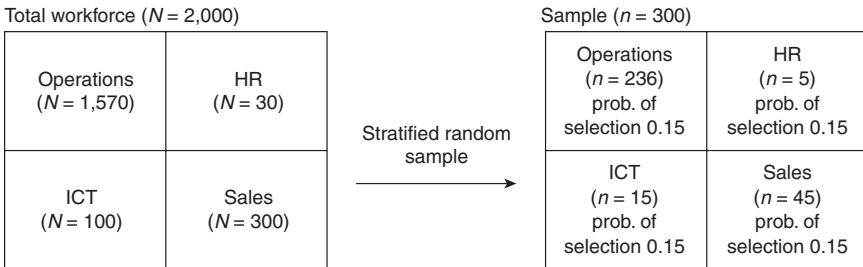 Total workforce (N = 2,000)
Operations
(N = 1,570)
HR
(N = 30)
ICT
(N = 100)
Sales
(N = 300)
Stratified random
sample
Sample (n = 300)
Operations
(n = 236)
prob. of
selection 0.15
HR
(n = 5)
prob. of
selection 0.15
ICT
(n = 15)
prob. of
selection 0.15
Sales
(n = 45)
prob. of
selection 0.15